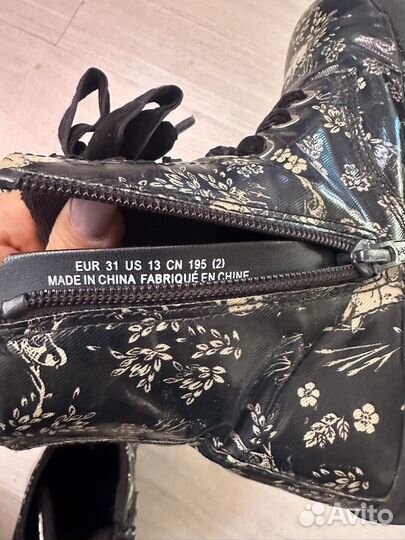 EUR 31 US 13 CN 195 (2)
MADE IN CHINA FABRIQUÉ EN CHINE
Avito